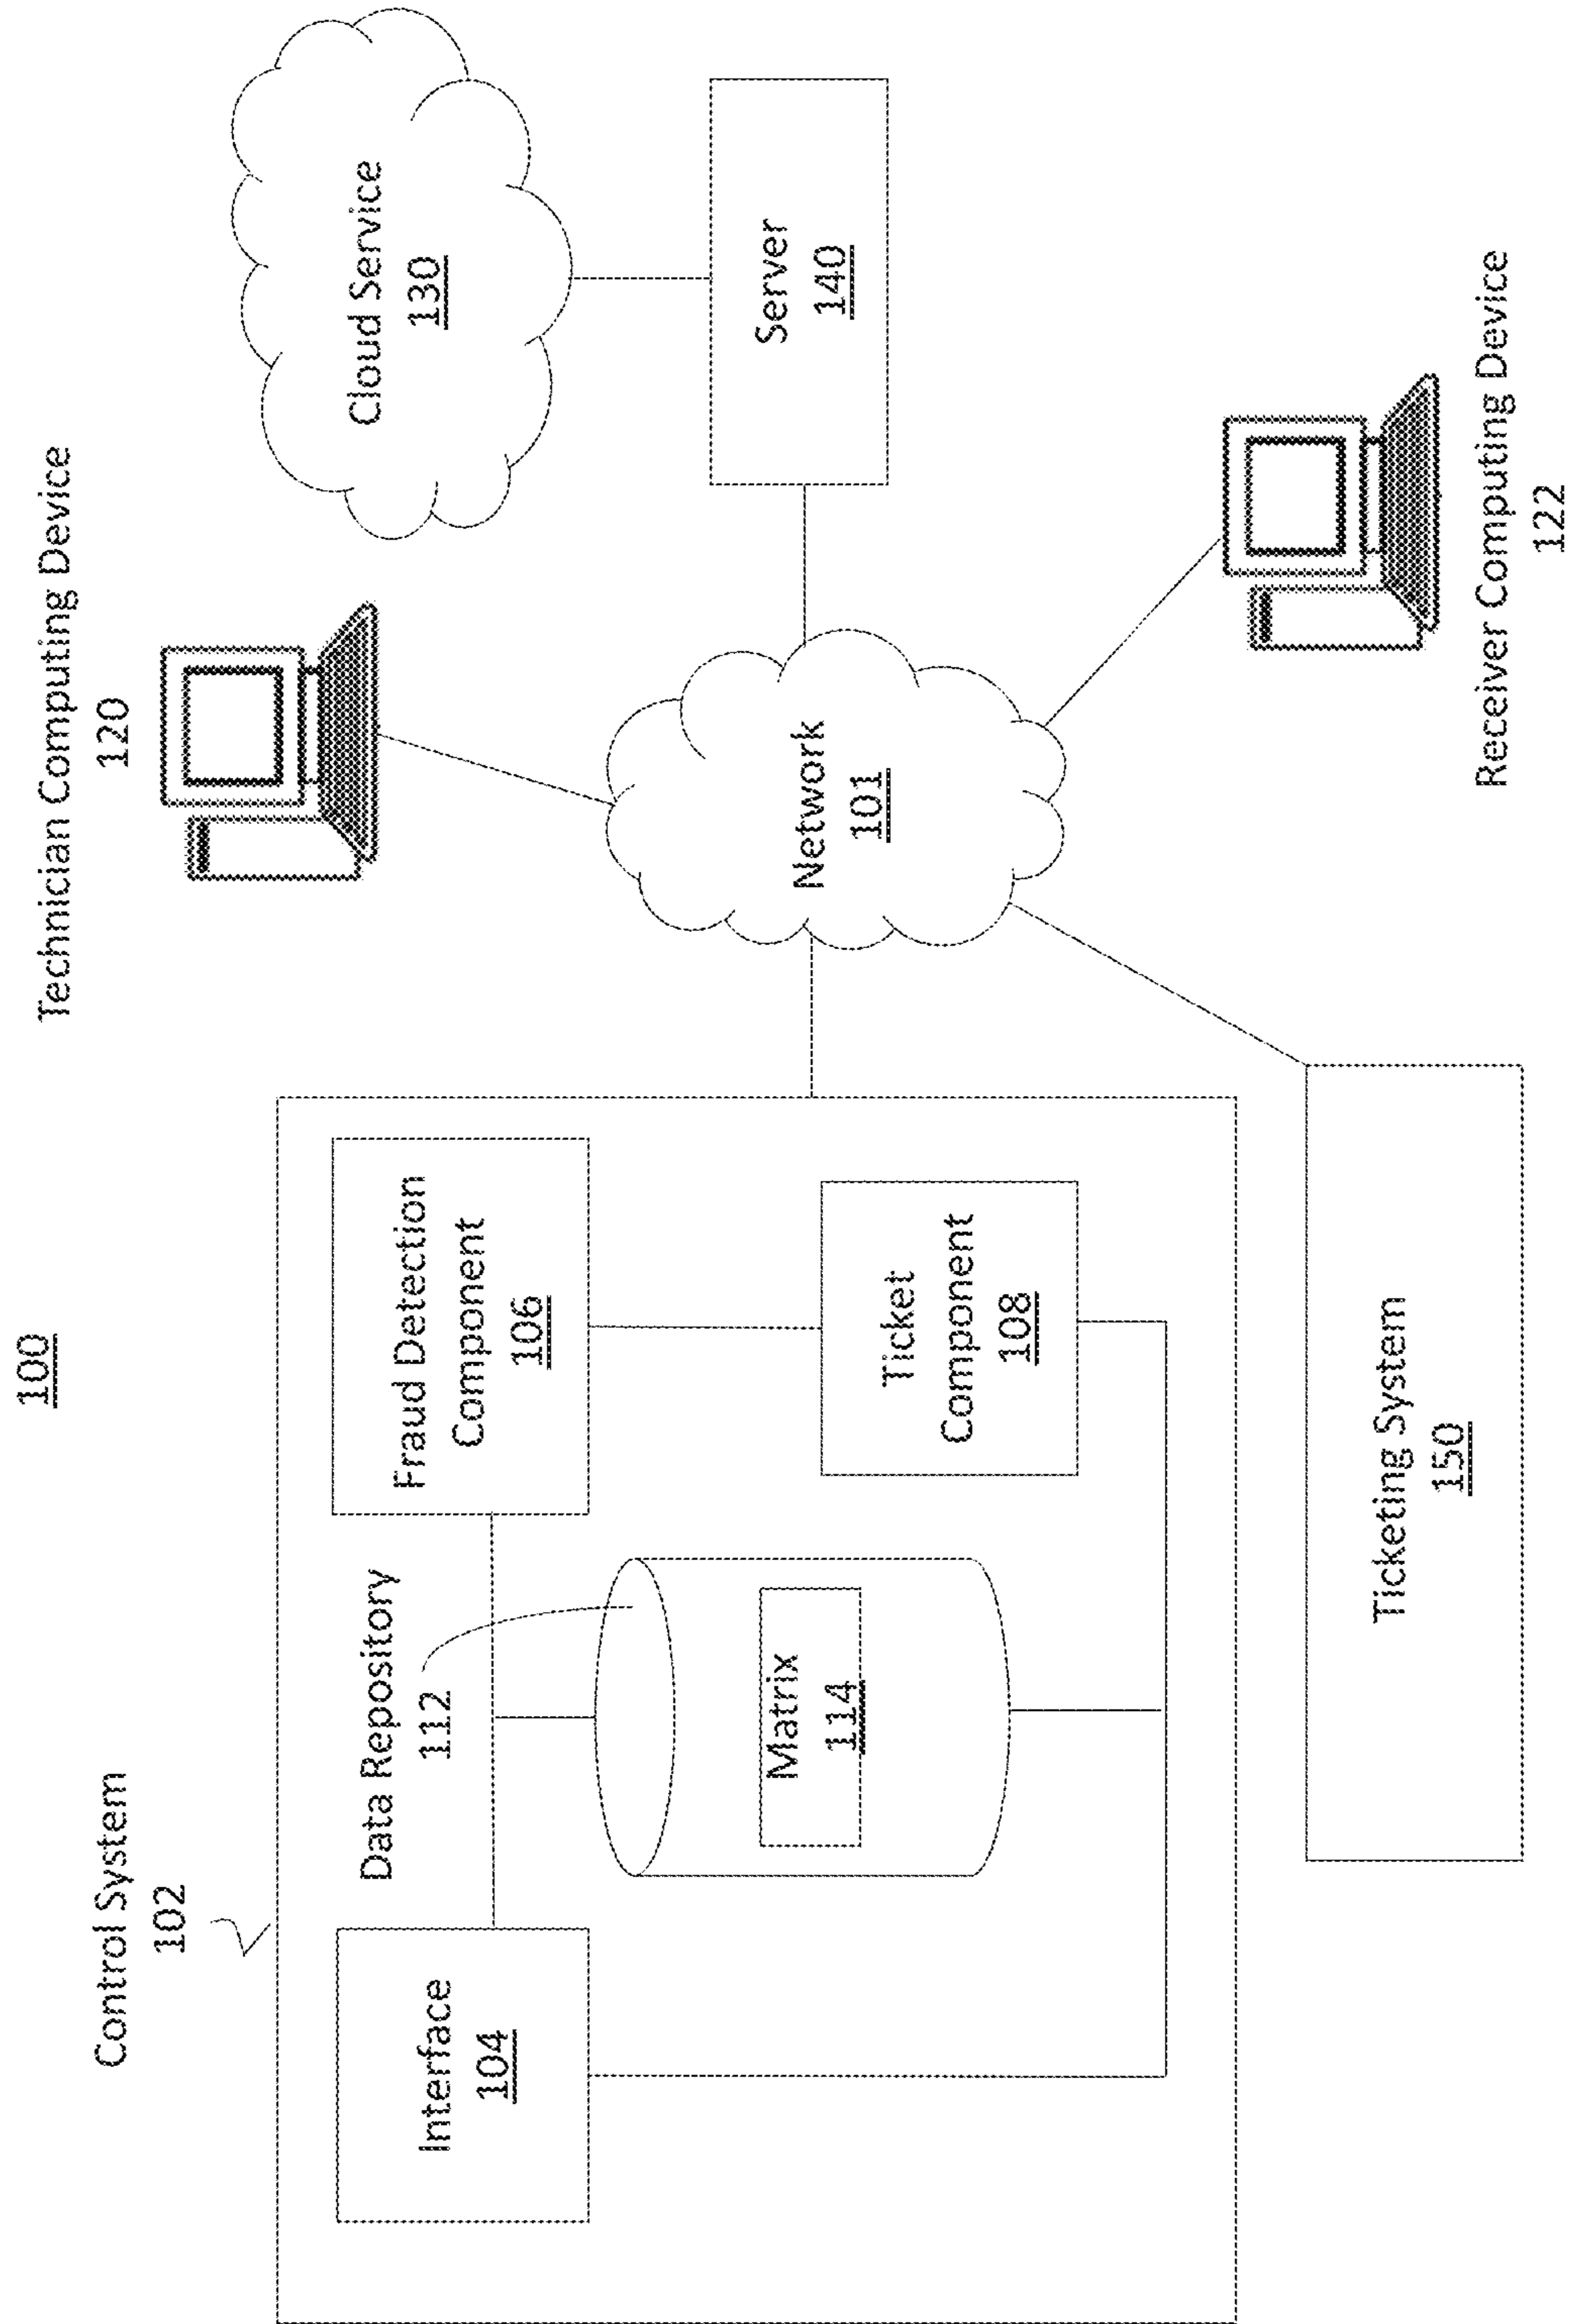 100
Control System
102
Technician Computing Device
120
Interface
104
Data Repository
112
Matrix
114
Fraud Detection
Component
106
Ticket
Component
108
Network
101
Cloud Service
130
Server
140
Ticketing System
150
Receiver Computing Device
122